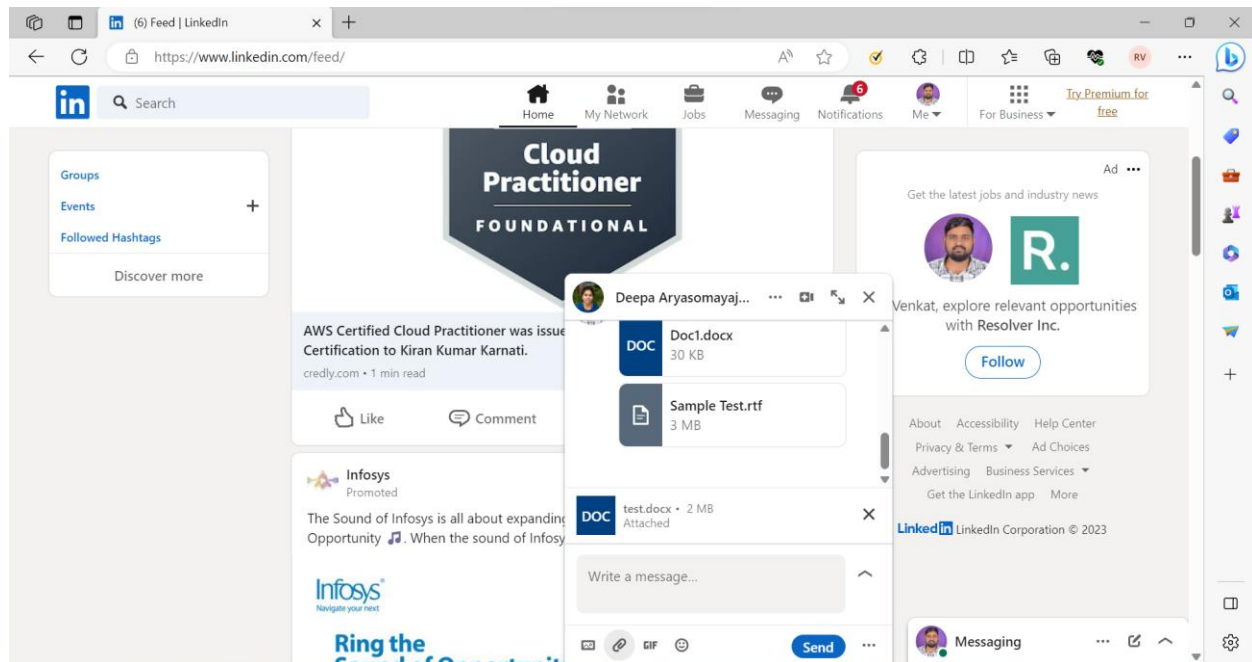 (6) Feed | LinkedIn
https://www.linkedin.com/feed/
RV
in
Search
Home
My Network
Jobs
Messaging
6
Notifications
Me
For Business
Try Premium for
free
Groups
Events
Followed Hashtags
Discover more
Cloud
Practitioner
FOUNDATIONAL
AWS Certified Cloud Practitioner was issue
Certification to Kiran Kumar Karnati.
credly.com • 1 min read
Like
Comment
Infosys
Promoted
The Sound of Infosys is all about expanding
Opportunity 🎵. When the sound of Infosy
Infosys
Navigate your next
Ring the
Sound of Opportunit
Deepa Aryasomayaj...
DOC
Doc1.docx
30 KB
Sample Test.rtf
3 MB
DOC
test.docx • 2 MB
Attached
Write a message...
GIF
Send
Ad
Get the latest jobs and industry news
R.
Venkat, explore relevant opportunities
with Resolver Inc.
Follow
About Accessibility Help Center
Privacy & Terms Ad Choices
Advertising Business Services
Get the LinkedIn app More
LinkedIn LinkedIn Corporation © 2023
Messaging